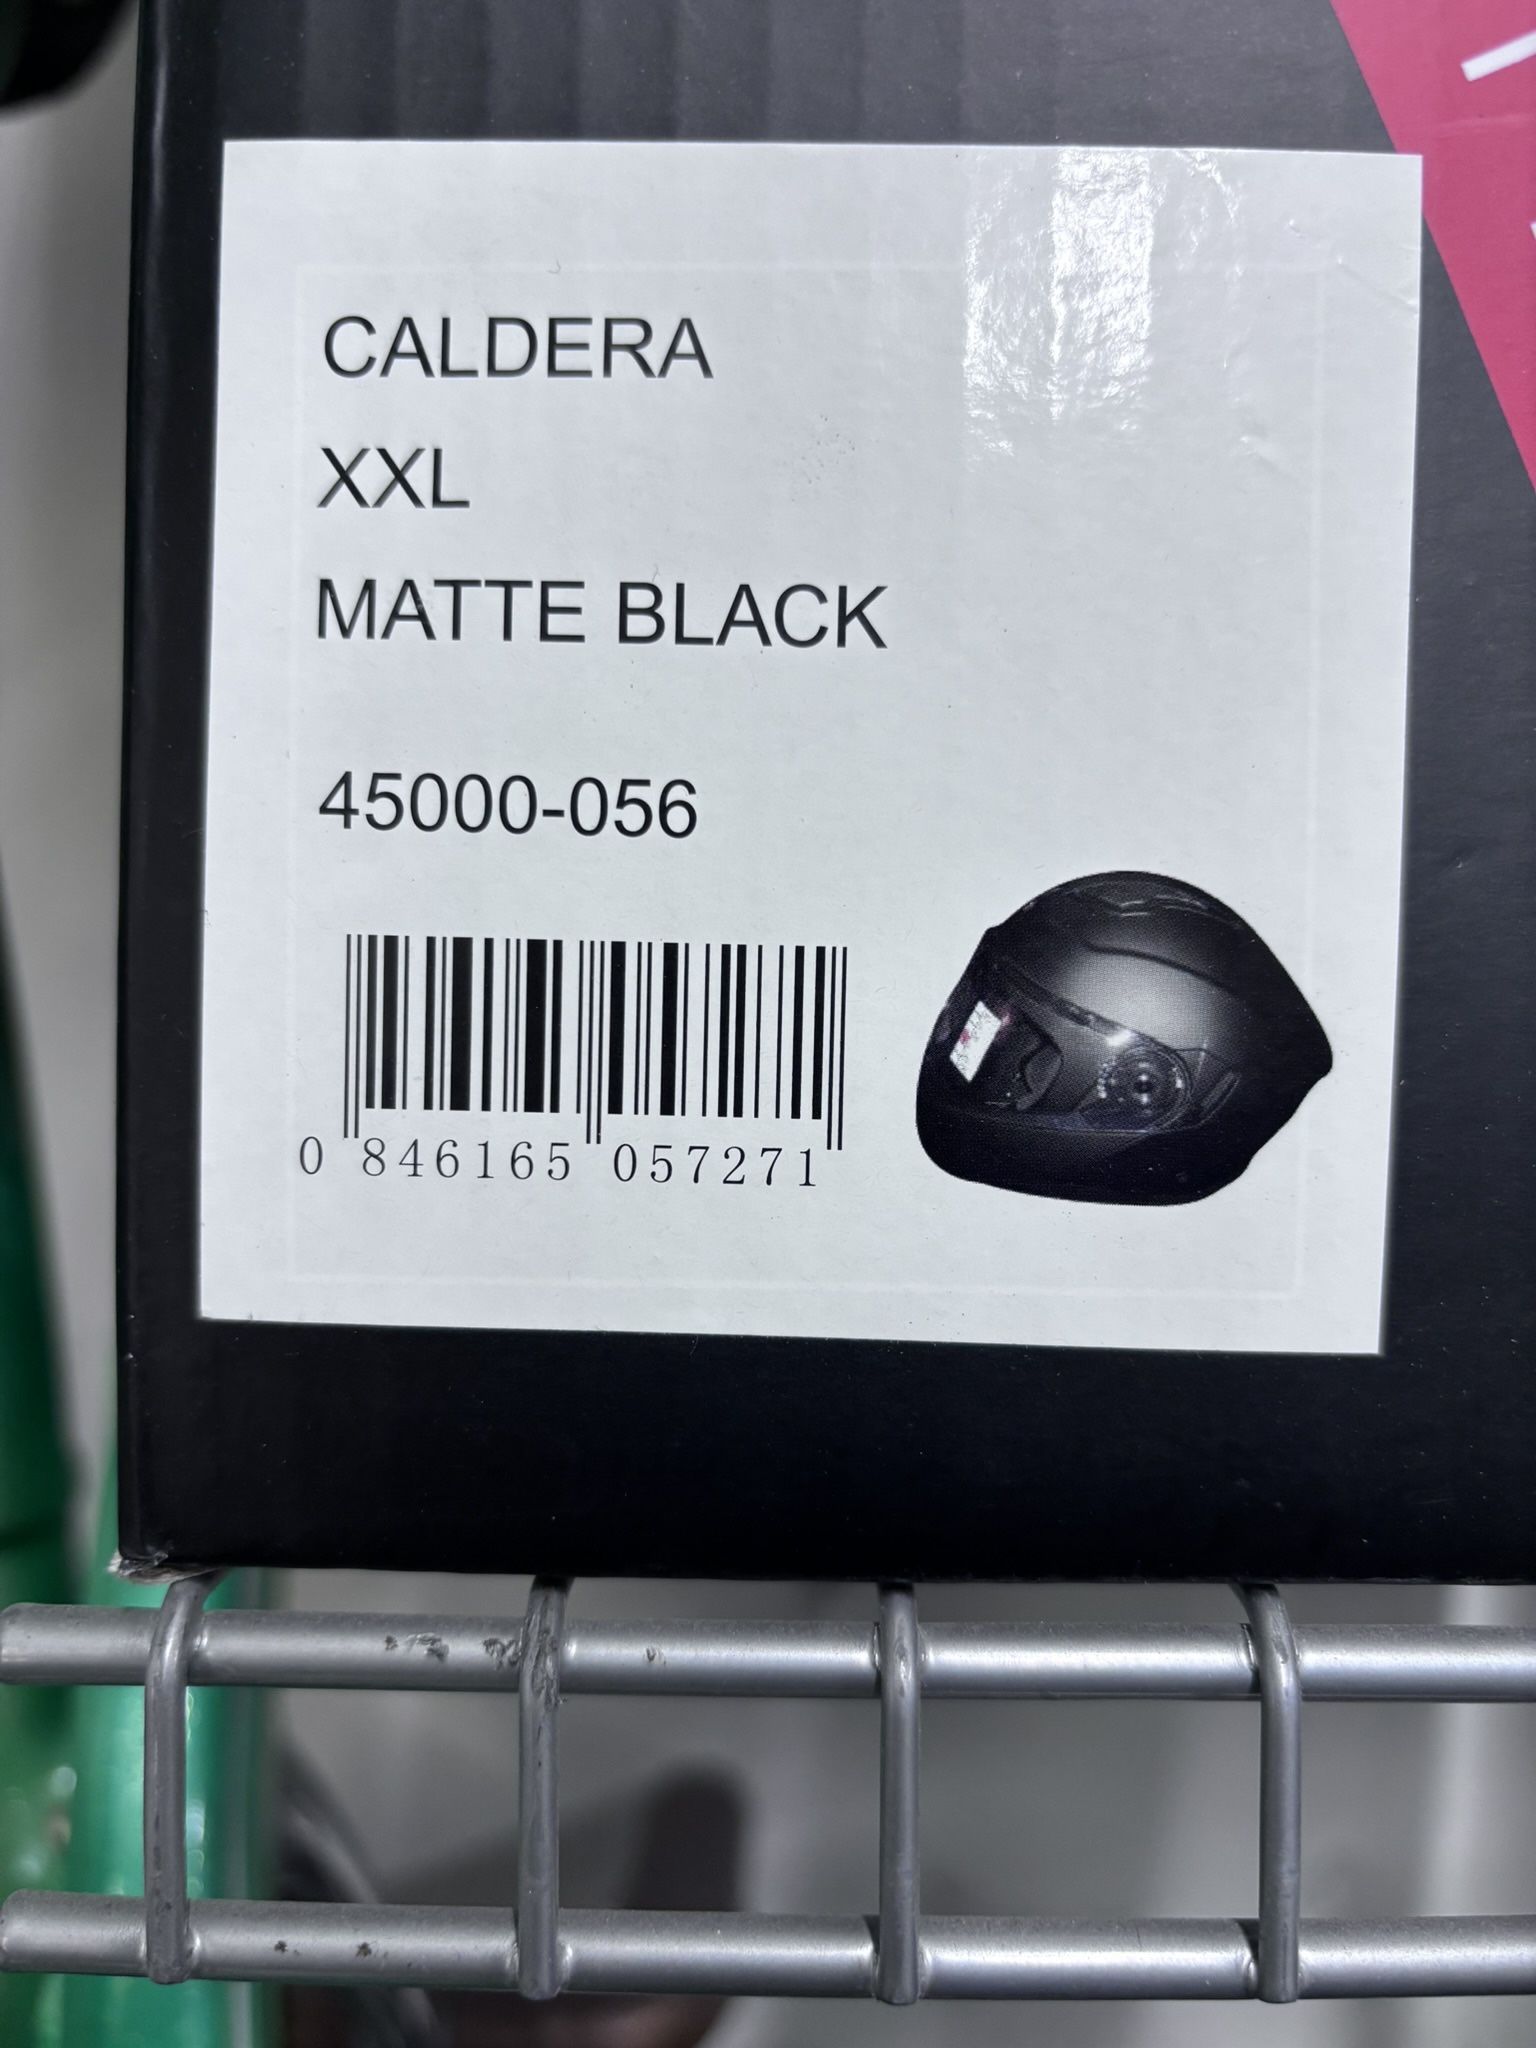 CALDERA
XXL
MATTE BLACK
45000-056
0 846165 057271